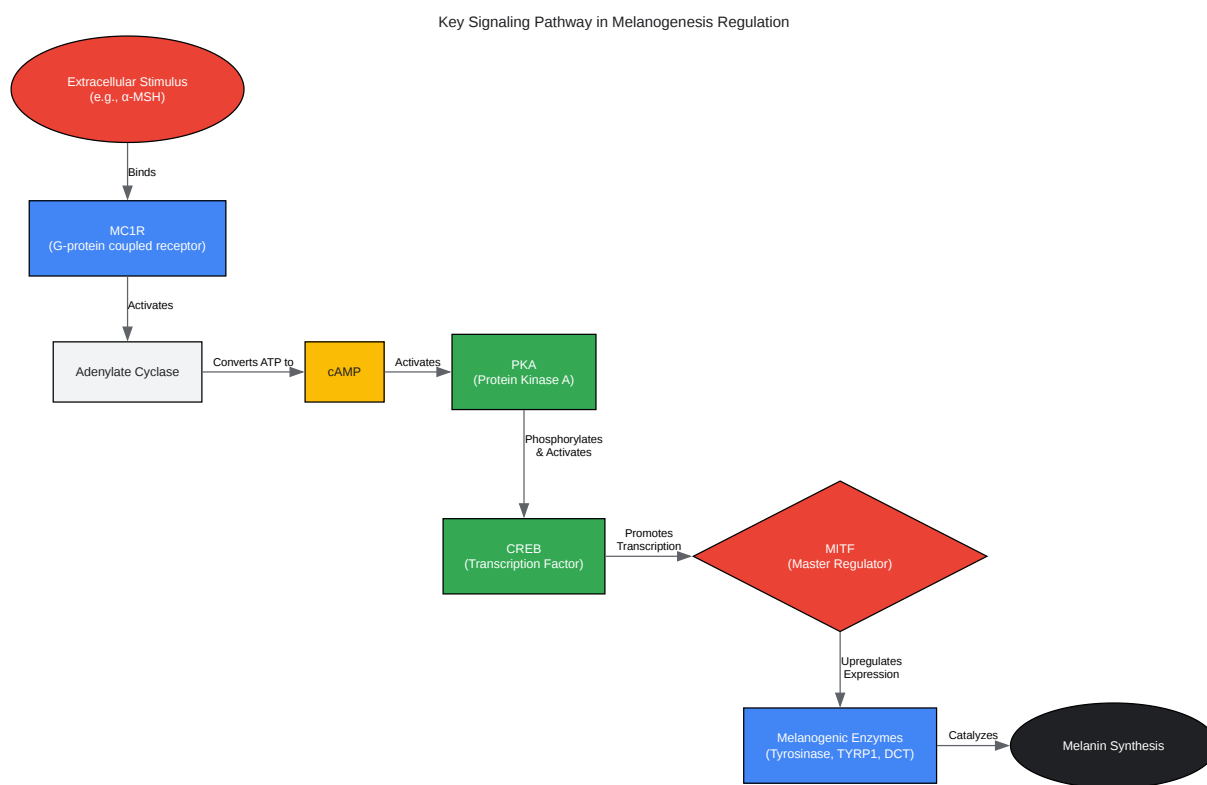 Key Signaling Pathway in Melanogenesis Regulation
Extracellular Stimulus
(e.g., α-MSH)
Binds
MC1R
(G-protein coupled receptor)
Activates
Adenylate Cyclase
Converts ATP to
cAMP
Activates
PKA
(Protein Kinase A)
Phosphorylates
& Activates
CREB
(Transcription Factor)
Promotes
Transcription
MITF
(Master Regulator)
Upregulates
Expression
Melanogenic Enzymes
(Tyrosinase, TYRP1, DCT)
Catalyzes
Melanin Synthesis